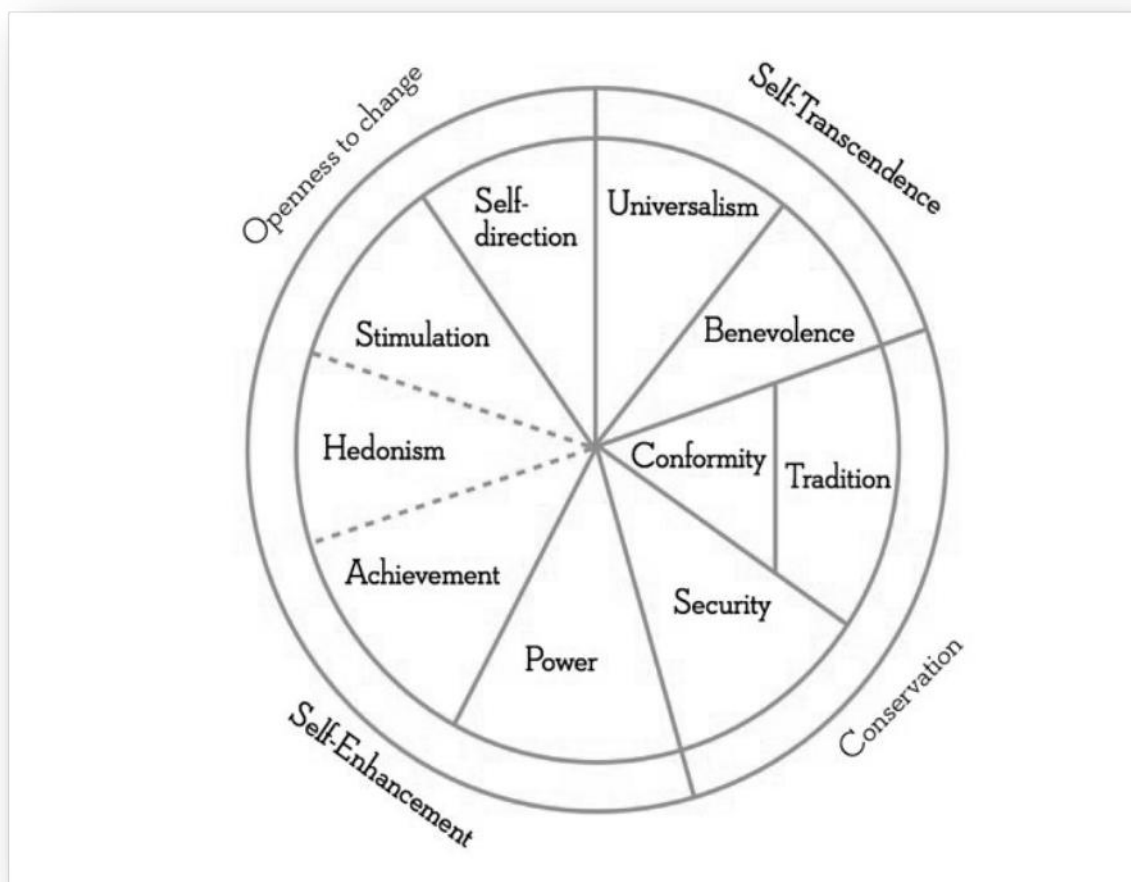 Openness to change
Self-Transcendence
Self-
direction
Universalism
Stimulation
Benevolence
Hedonism
Conformity
Tradition
Achievement
Security
Power
Self-Enhancement
Conservation